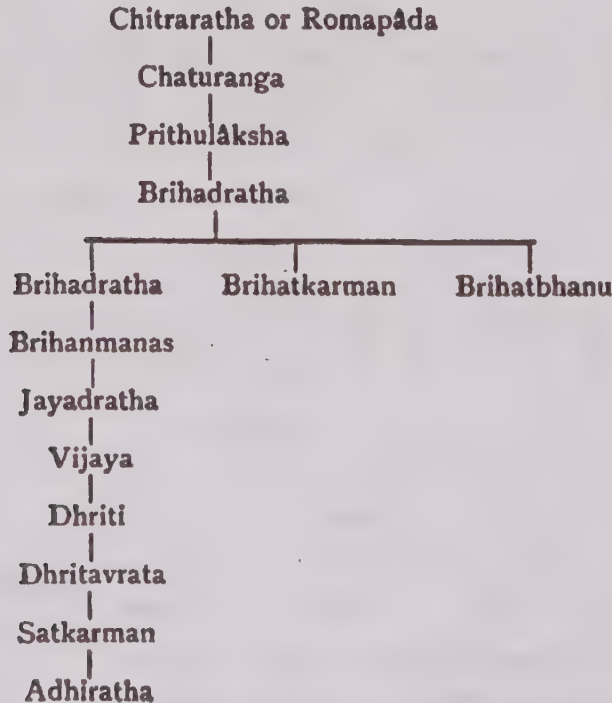 Chitraratha or Romapâda
Chaturanga
Prithulâksha
Brihadratha
Brihadratha Brihatkarman Brihatbhanu
Brihanmanas
Jayadratha
Vijaya
Dhriti
Dhritavrata
Satkarman
Adhiratha